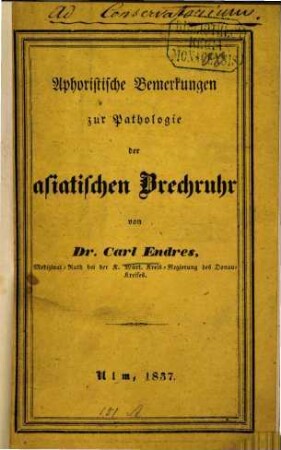 Ad Conservatorium.
Aphoristische Bemerkungen
zur Pathologie
der
asiatischen Brechruhr
von
Dr. Carl Endres,
Medizinal-Rath bei der K. Würt. Kreis-Regierung des Donau-
Kreises.
Ulm, 1837.